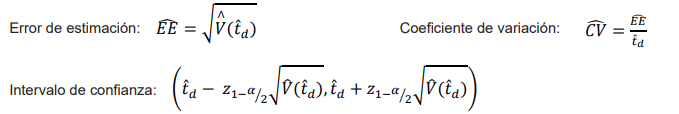 Error de estimación: $\widehat{EE} = \sqrt{\hat{V}(\hat{t}_d)}$ Coeficiente de variación: $\widehat{CV} = \frac{\widehat{EE}}{\hat{t}_d}$
Intervalo de confianza: $\left(\hat{t}_d - z_{1-\alpha/2}\sqrt{\hat{V}(\hat{t}_d)}, \hat{t}_d + z_{1-\alpha/2}\sqrt{\hat{V}(\hat{t}_d)}\right)$